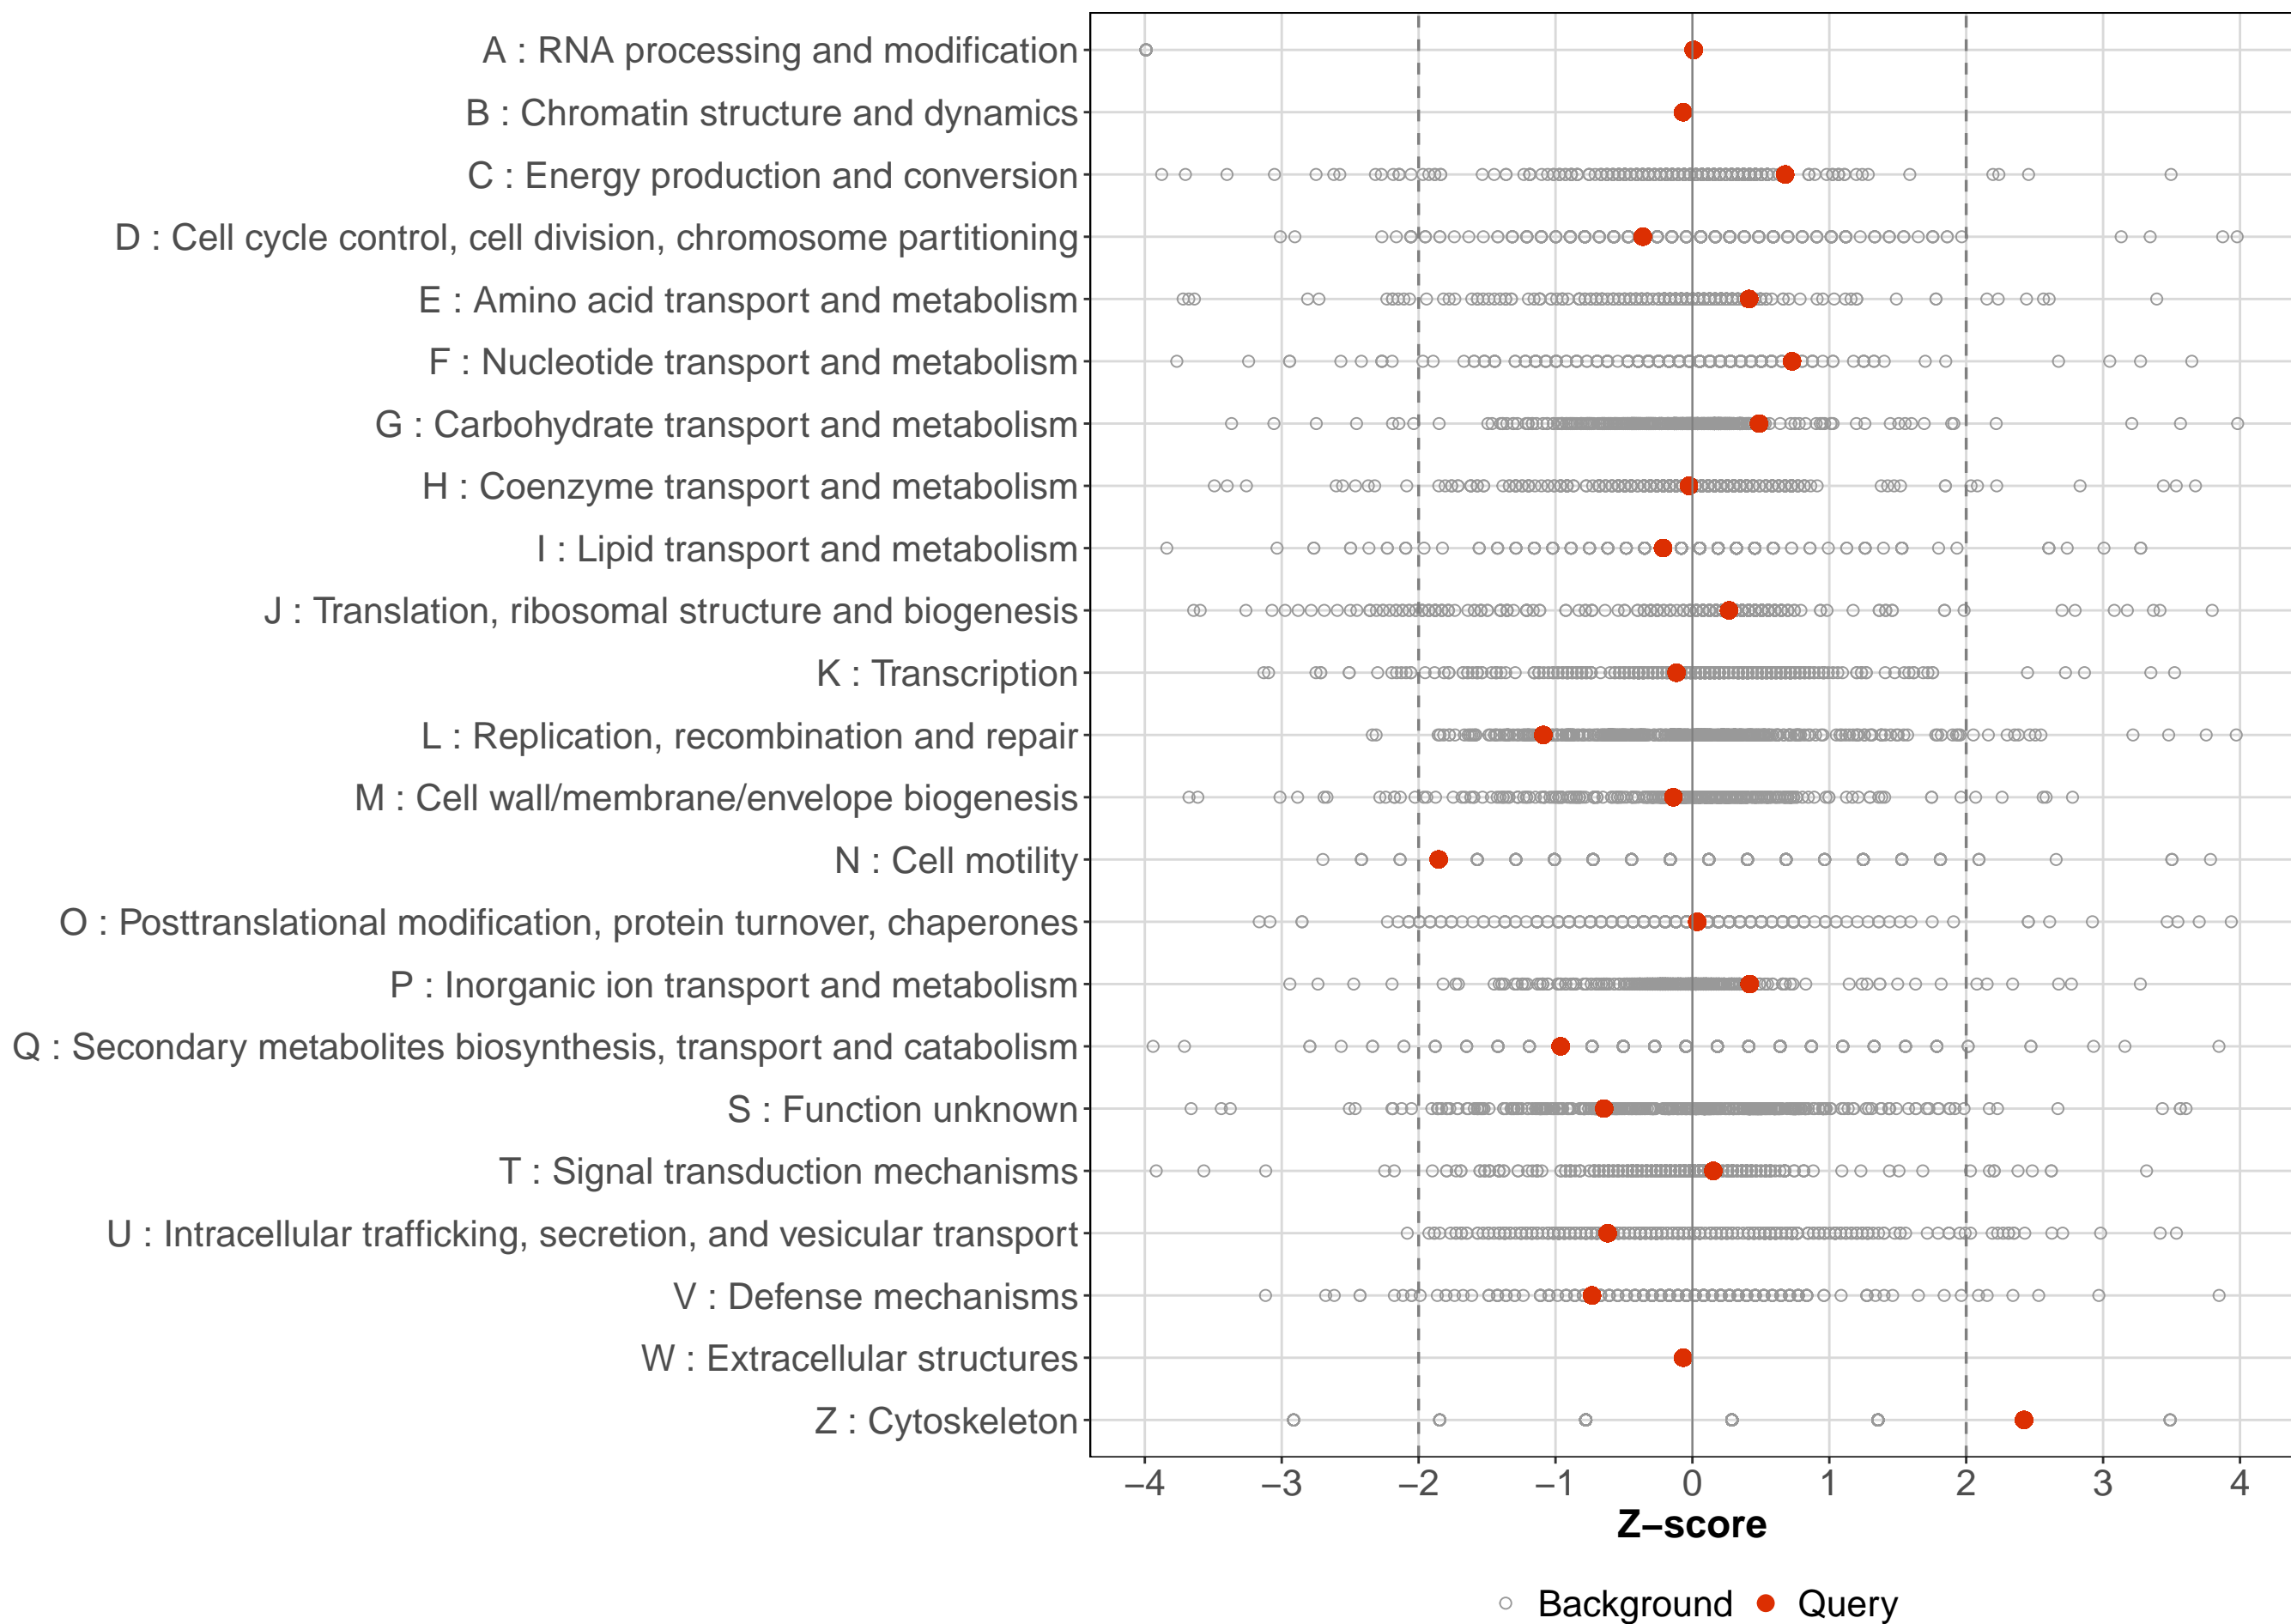 A : RNA processing and modification
B : Chromatin structure and dynamics
C : Energy production and conversion
D : Cell cycle control, cell division, chromosome partitioning
E : Amino acid transport and metabolism
F : Nucleotide transport and metabolism
G : Carbohydrate transport and metabolism
H : Coenzyme transport and metabolism
I : Lipid transport and metabolism
J : Translation, ribosomal structure and biogenesis
K : Transcription
L : Replication, recombination and repair
M : Cell wall/membrane/envelope biogenesis
N : Cell motility
O : Posttranslational modification, protein turnover, chaperones
P : Inorganic ion transport and metabolism
Q : Secondary metabolites biosynthesis, transport and catabolism
S : Function unknown
T : Signal transduction mechanisms
U : Intracellular trafficking, secretion, and vesicular transport
V : Defense mechanisms
W : Extracellular structures
Z : Cytoskeleton
−4 −3 −2 −1 0 1 2 3 4
Z−score
Background Query